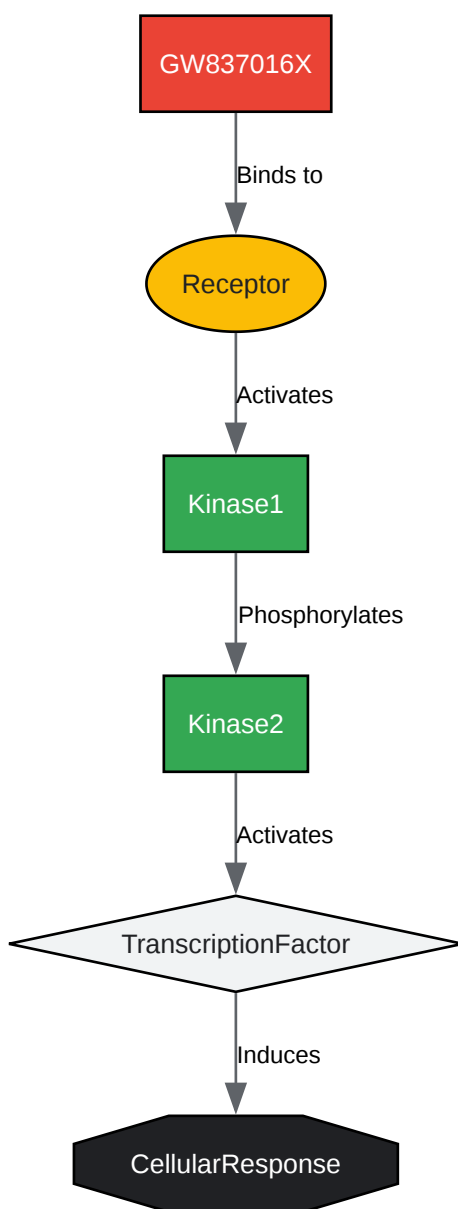 GW837016X
Binds to
Receptor
Activates
Kinase1
Phosphorylates
Kinase2
Activates
TranscriptionFactor
Induces
CellularResponse